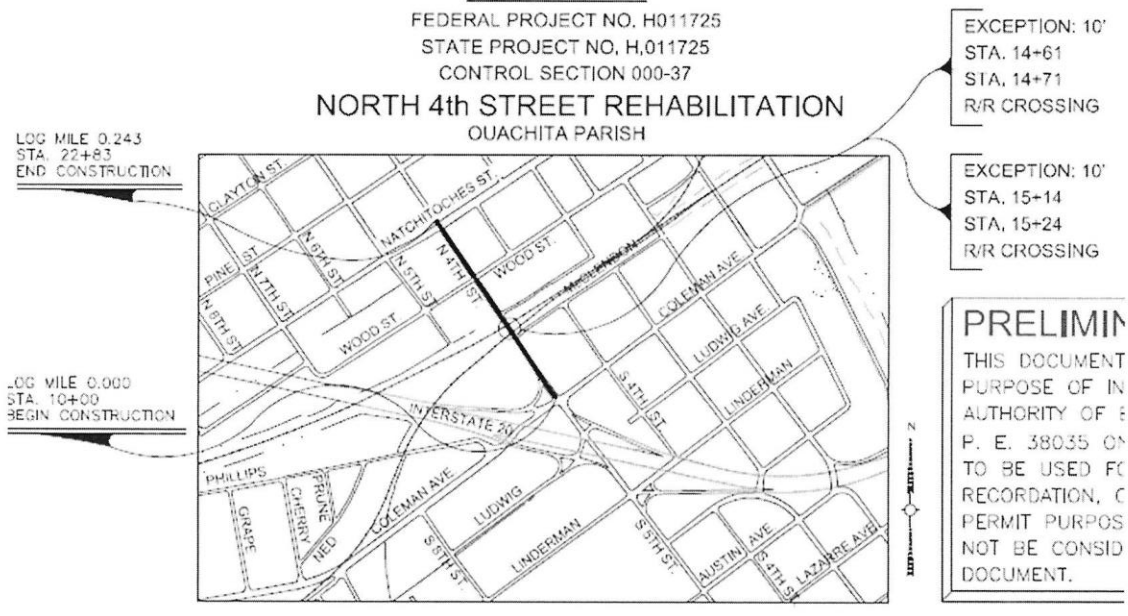 FEDERAL PROJECT NO. H011725
STATE PROJECT NO. H.011725
CONTROL SECTION 000-37
NORTH 4th STREET REHABILITATION
OUACHITA PARISH
EXCEPTION: 10'
STA. 14+61
STA. 14+71
R/R CROSSING
LOG MILE 0.243
STA. 22+83
END CONSTRUCTION
EXCEPTION: 10'
STA. 15+14
STA. 15+24
R/R CROSSING
CLAYTON ST.
NATCHITOCHES ST.
N 6TH ST.
PINE ST
N 7TH ST.
N 5TH ST.
N 4TH ST
WOOD ST.
McCLENDON
COLEMAN AVE
N 8TH ST.
WOOD ST
LUDWIG AVE
LINDERMAN
S 4TH ST.
LOG MILE 0.000
STA. 10+00
BEGIN CONSTRUCTION
INTERSTATE 20
PHILLIPS
GRAPE
CHERRY
PRUNE
NED
COLEMAN AVE
LUDWIG
S 6TH ST.
LINDERMAN
S 5TH ST.
AUSTIN AVE
S 4TH ST
LAZARRE AVE
N
PRELIMIN
THIS DOCUMENT
PURPOSE OF IN
AUTHORITY OF
P. E. 38035 ON
TO BE USED FO
RECORDATION, C
PERMIT PURPOS
NOT BE CONSID
DOCUMENT.